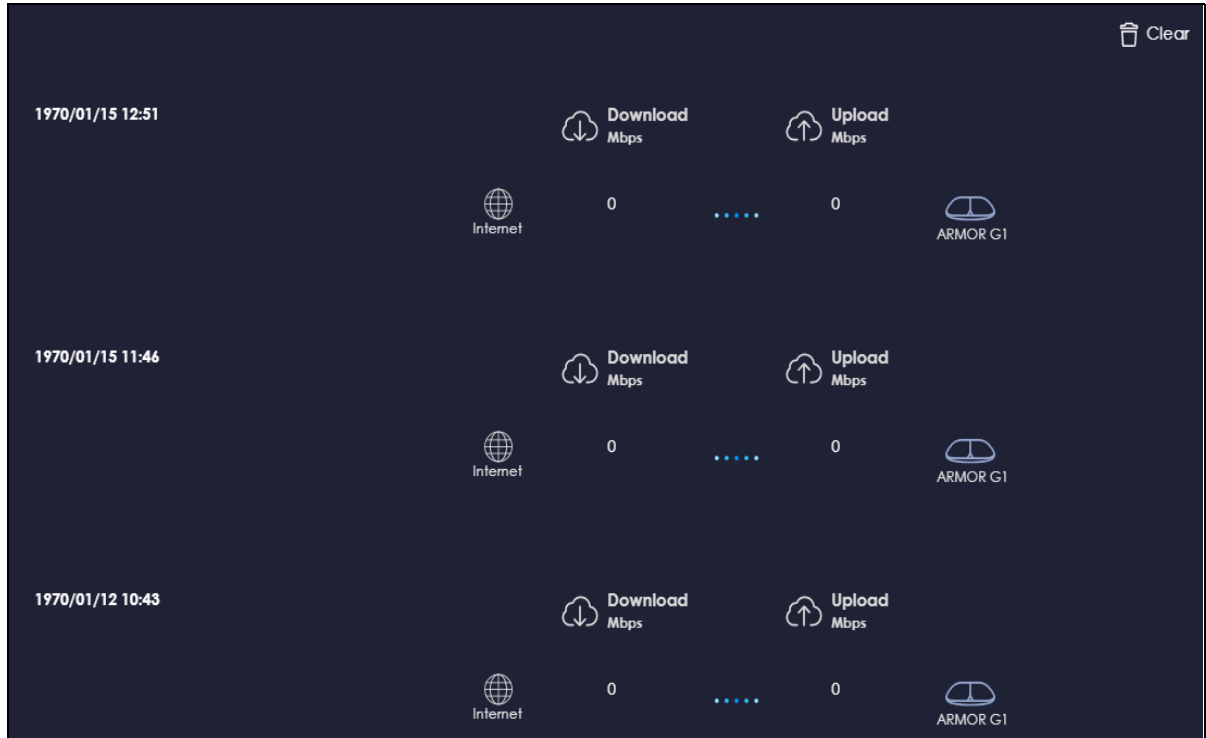 Clear
1970/01/15 12:51
Download
Mbps
Upload
Mbps
Internet
0
0
ARMOR G1
1970/01/15 11:46
Download
Mbps
Upload
Mbps
Internet
0
0
ARMOR G1
1970/01/12 10:43
Download
Mbps
Upload
Mbps
Internet
0
0
ARMOR G1